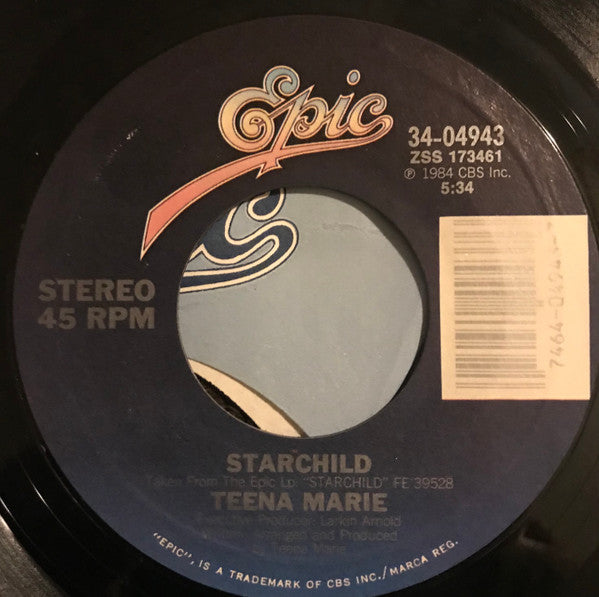 Epic
34-04943
ZSS 173461
℗ 1984 CBS Inc.
5:34
STEREO
45 RPM
STARCHILD
Taken From The Epic Lp: "STARCHILD" FE 39528
TEENA MARIE
Executive Producer: Larkin Arnold
Arranged and Produced
by Teena Marie
"EPIC", IS A TRADEMARK OF CBS INC./MARCA REG.